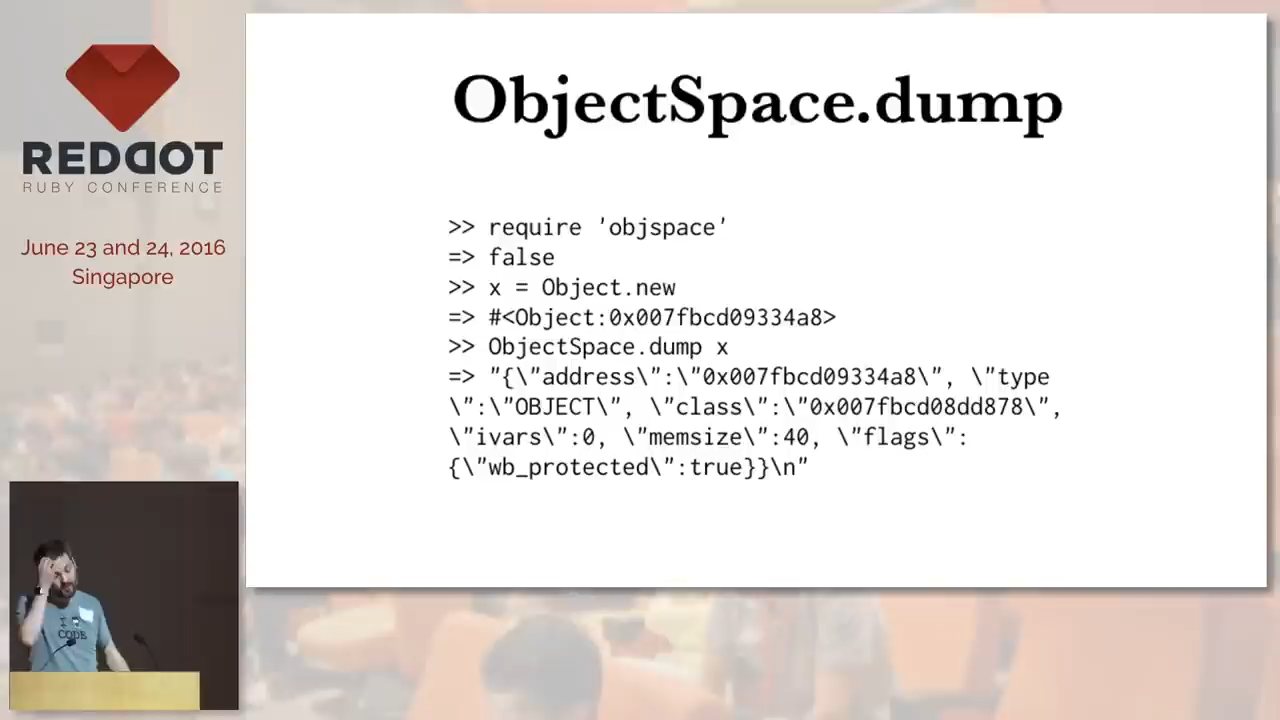 REDDOT
RUBY CONFERENCE
June 23 and 24, 2016
Singapore
ObjectSpace.dump
>> require 'objspace'
=> false
>> x = Object.new
=> #<Object:0x007fbcd09334a8>
>> ObjectSpace.dump x
=> "{\"address\":\"0x007fbcd09334a8\", \"type
\":\"OBJECT\", \"class\":\"0x007fbcd08dd878\",
\"ivars\":0, \"memsize\":40, \"flags\":
{\"wb_protected\":true}}\n"
I
CODE